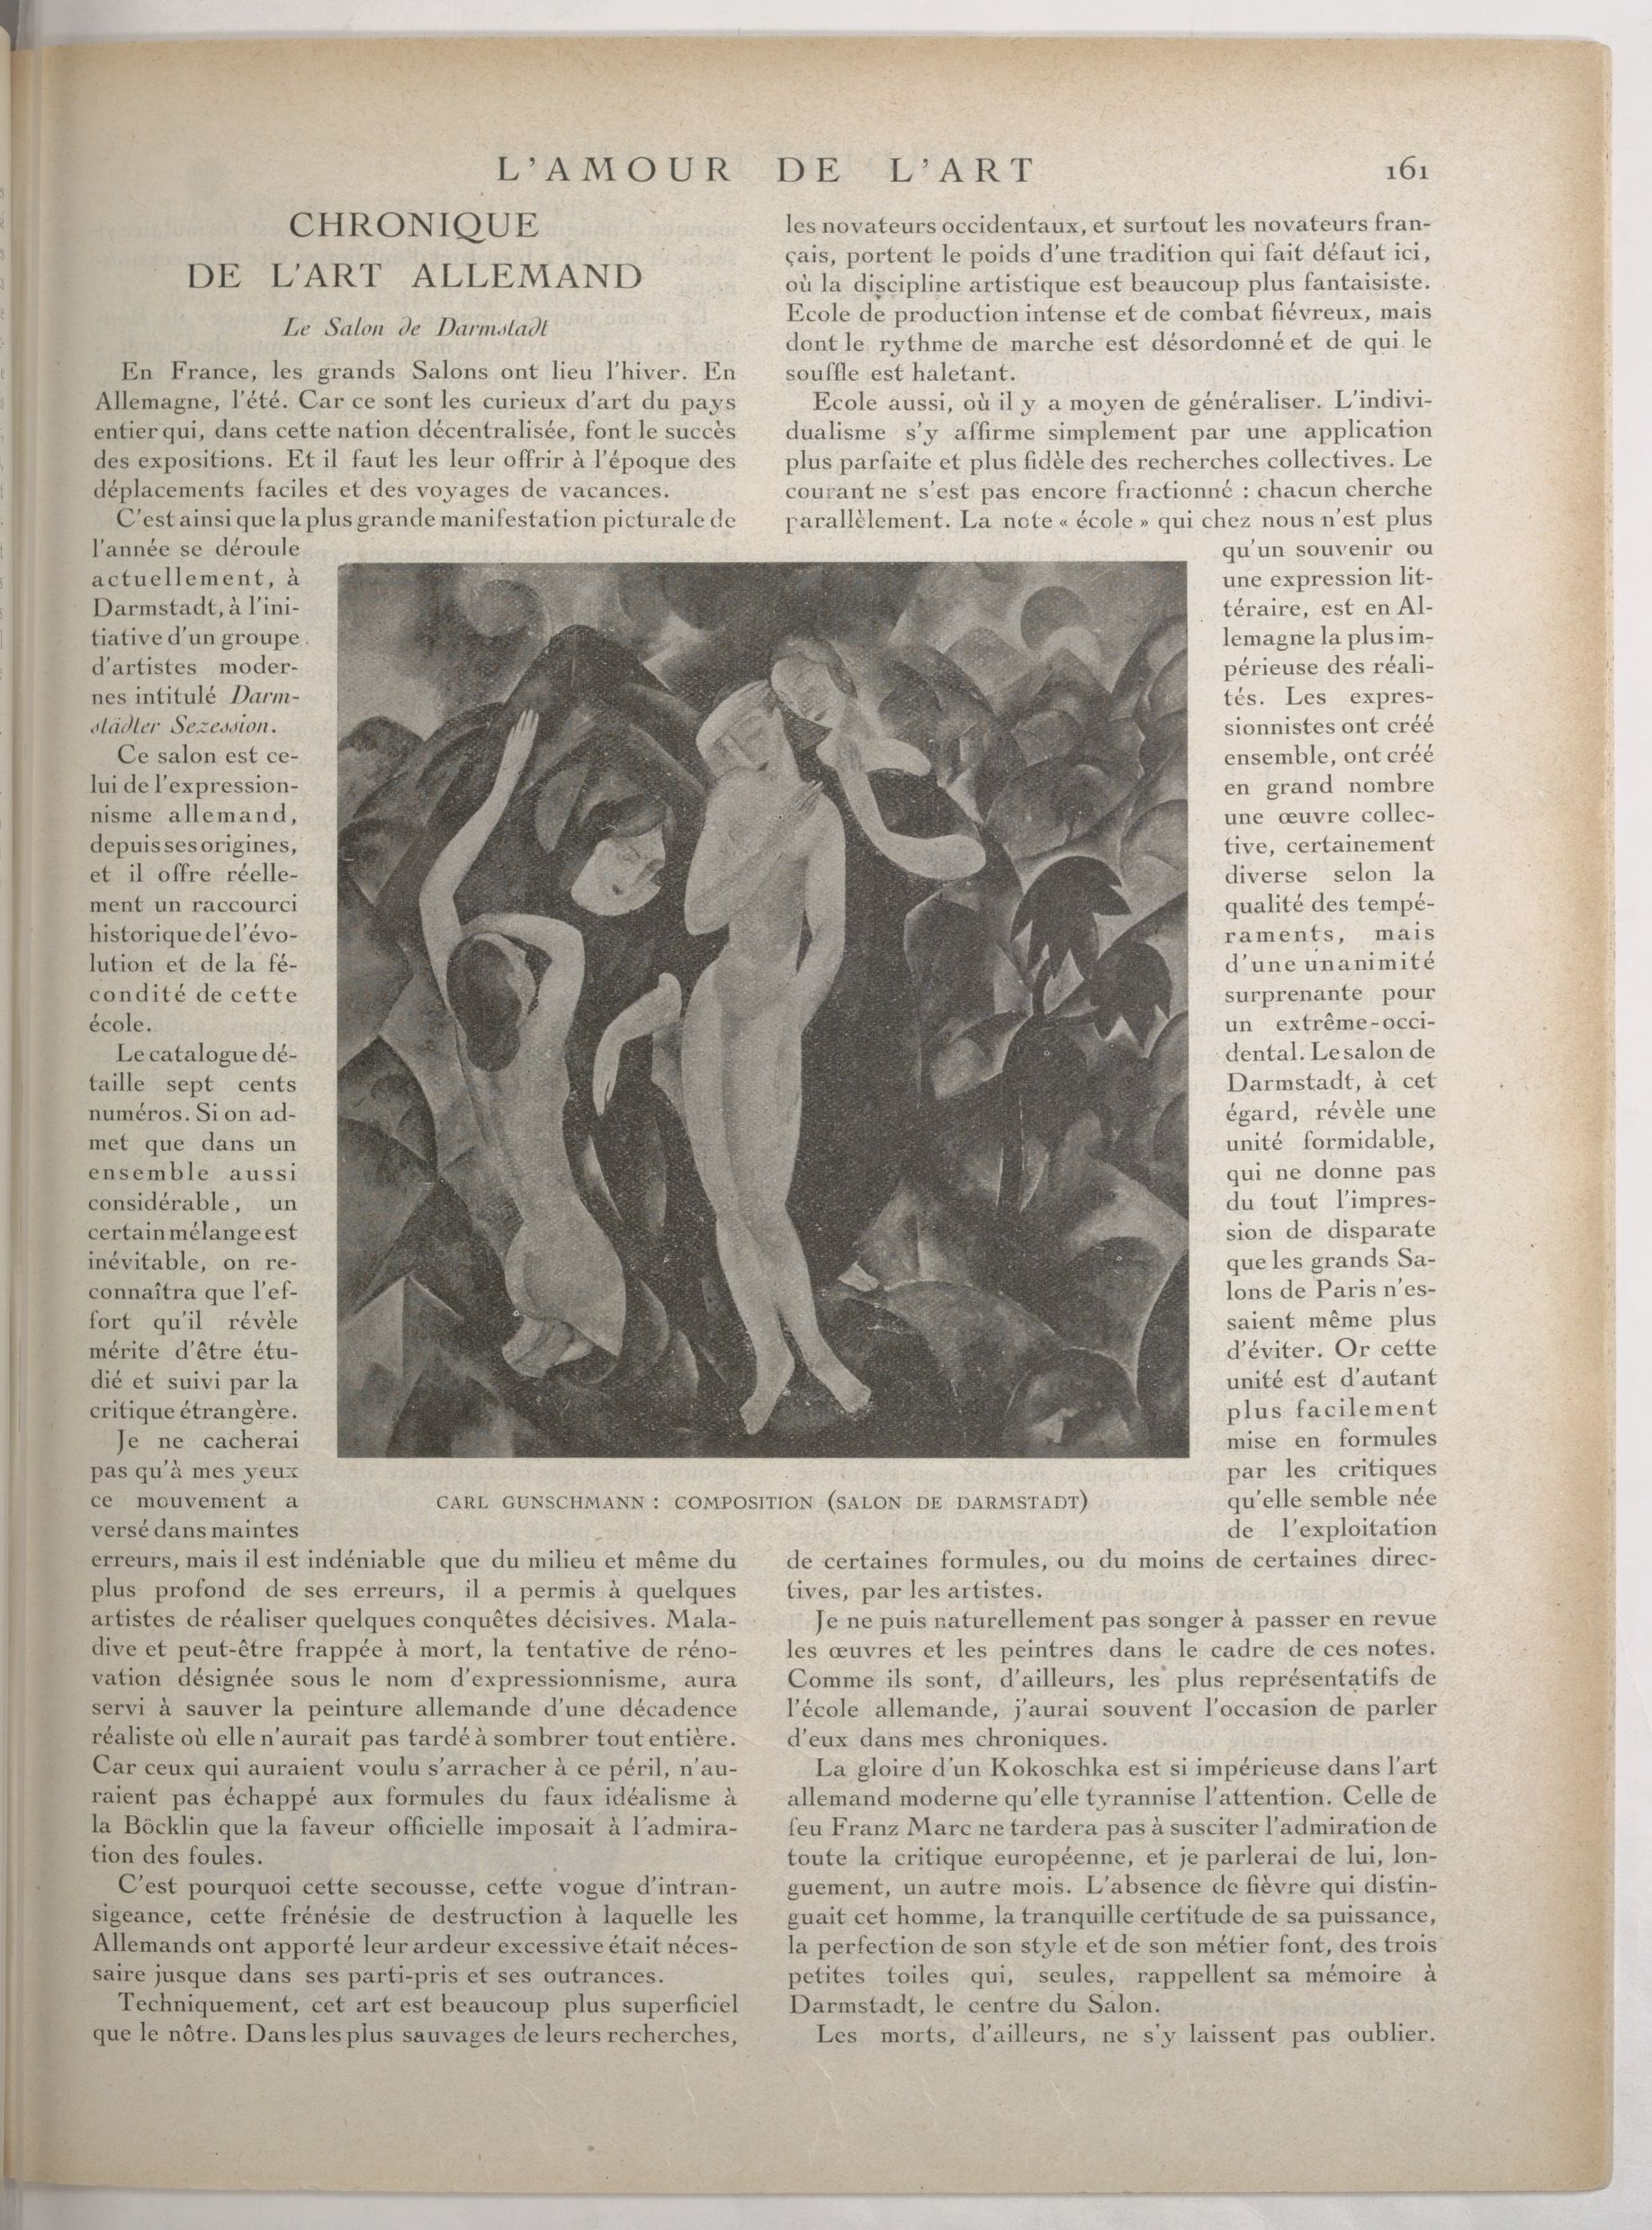 L'AMOUR DE L'ART
161
CHRONIQUE
DE L'ART ALLEMAND
Le Salon de Darmstadt
En France, les grands Salons ont lieu l'hiver. En
Allemagne, l'été. Car ce sont les curieux d'art du pays
entier qui, dans cette nation décentralisée, font le succès
des expositions. Et il faut les leur offrir à l'époque des
déplacements faciles et des voyages de vacances.
C'est ainsi que la plus grande manifestation picturale de
l'année se déroule
actuellement, à
Darmstadt, à l'ini-
tiative d'un groupe
d'artistes moder-
nes intitulé Darm-
städter Sezession.
Ce salon est ce-
lui de l'expression-
nisme allemand,
depuis ses origines,
et il offre réelle-
ment un raccourci
historique de l'évo-
lution et de la fé-
condité de cette
école.
Le catalogue dé-
taille sept cents
numéros. Si on ad-
met que dans un
ensemble aussi
considérable, un
certain mélange est
inévitable, on re-
connaîtra que l'ef-
fort qu'il révèle
mérite d'être étu-
dié et suivi par la
critique étrangère.
Je ne cacherai
pas qu'à mes yeux
ce mouvement a
versé dans maintes
erreurs, mais il est indéniable que du milieu et même du
plus profond de ses erreurs, il a permis à quelques
artistes de réaliser quelques conquêtes décisives. Mala-
dive et peut-être frappée à mort, la tentative de réno-
vation désignée sous le nom d'expressionnisme, aura
servi à sauver la peinture allemande d'une décadence
réaliste où elle n'aurait pas tardé à sombrer tout entière.
Car ceux qui auraient voulu s'arracher à ce péril, n'au-
raient pas échappé aux formules du faux idéalisme à
la Böcklin que la faveur officielle imposait à l'admira-
tion des foules.
C'est pourquoi cette secousse, cette vogue d'intran-
sigeance, cette frénésie de destruction à laquelle les
Allemands ont apporté leur ardeur excessive était néces-
saire jusque dans ses parti-pris et ses outrances.
Techniquement, cet art est beaucoup plus superficiel
que le nôtre. Dans les plus sauvages de leurs recherches,
les novateurs occidentaux, et surtout les novateurs fran-
çais, portent le poids d'une tradition qui fait défaut ici,
où la discipline artistique est beaucoup plus fantaisiste.
Ecole de production intense et de combat fiévreux, mais
dont le rythme de marche est désordonné et de qui le
souffle est haletant.
Ecole aussi, où il y a moyen de généraliser. L'indivi-
dualisme s'y affirme simplement par une application
plus parfaite et plus fidèle des recherches collectives. Le
courant ne s'est pas encore fractionné : chacun cherche
parallèlement. La note « école » qui chez nous n'est plus
qu'un souvenir ou
une expression lit-
téraire, est en Al-
lemagne la plus im-
périeuse des réali-
tés. Les expres-
sionnistes ont créé
ensemble, ont créé
en grand nombre
une œuvre collec-
tive, certainement
diverse selon la
qualité des tempé-
raments, mais
d'une unanimité
surprenante pour
un extrême-occi-
dental. Le salon de
Darmstadt, à cet
égard, révèle une
unité formidable,
qui ne donne pas
du tout l'impres-
sion de disparate
que les grands Sa-
lons de Paris n'es-
saient même plus
d'éviter. Or cette
unité est d'autant
plus facilement
mise en formules
par les critiques
qu'elle semble née
de l'exploitation
CARL GUNSCHMANN : COMPOSITION (SALON DE DARMSTADT)
de certaines formules, ou du moins de certaines direc-
tives, par les artistes.
Je ne puis naturellement pas songer à passer en revue
les œuvres et les peintres dans le cadre de ces notes.
Comme ils sont, d'ailleurs, les plus représentatifs de
l'école allemande, j'aurai souvent l'occasion de parler
d'eux dans mes chroniques.
La gloire d'un Kokoschka est si impérieuse dans l'art
allemand moderne qu'elle tyrannise l'attention. Celle de
feu Franz Marc ne tardera pas à susciter l'admiration de
toute la critique européenne, et je parlerai de lui, lon-
guement, un autre mois. L'absence de fièvre qui distin-
guait cet homme, la tranquille certitude de sa puissance,
la perfection de son style et de son métier font, des trois
petites toiles qui, seules, rappellent sa mémoire à
Darmstadt, le centre du Salon.
Les morts, d'ailleurs, ne s'y laissent pas oublier.